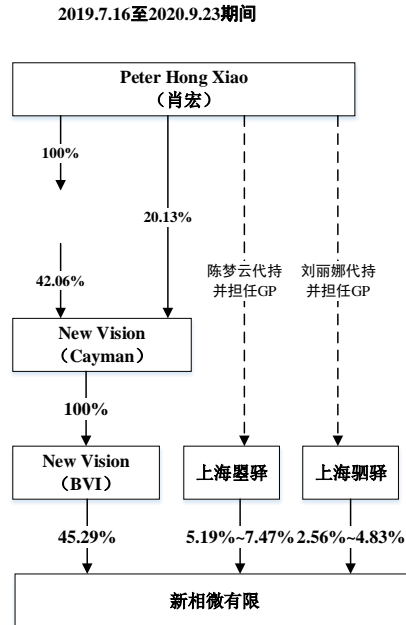 2019.7.16至2020.9.23期间
Peter Hong Xiao
（肖宏）
100%
20.13%
陈梦云代持
并担任GP
刘丽娜代持
并担任GP
42.06%
New Vision
（Cayman）
100%
New Vision
（BVI）
上海曌驿
上海驷驿
45.29%
5.19%~7.47%
2.56%~4.83%
新相微有限